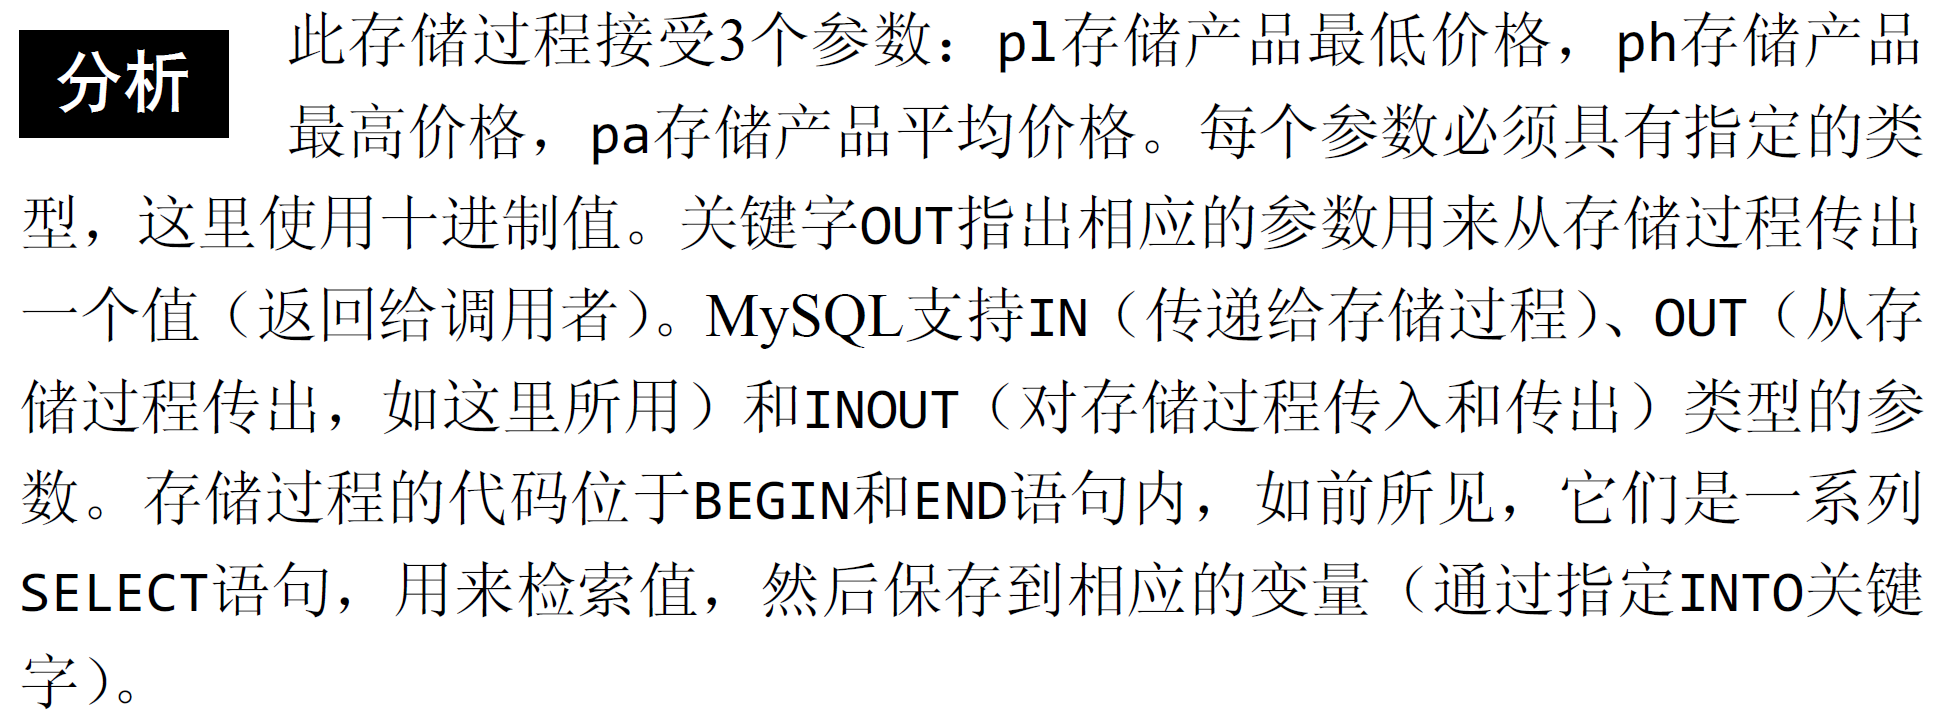 分析
此存储过程接受3个参数：pl存储产品最低价格，ph存储产品
最高价格，pa存储产品平均价格。每个参数必须具有指定的类
型，这里使用十进制值。关键字OUT指出相应的参数用来从存储过程传出
一个值（返回给调用者）。MySQL支持IN（传递给存储过程）、OUT（从存
储过程传出，如这里所用）和INOUT（对存储过程传入和传出）类型的参
数。存储过程的代码位于BEGIN和END语句内，如前所见，它们是一系列
SELECT语句，用来检索值，然后保存到相应的变量（通过指定INTO关键
字）。